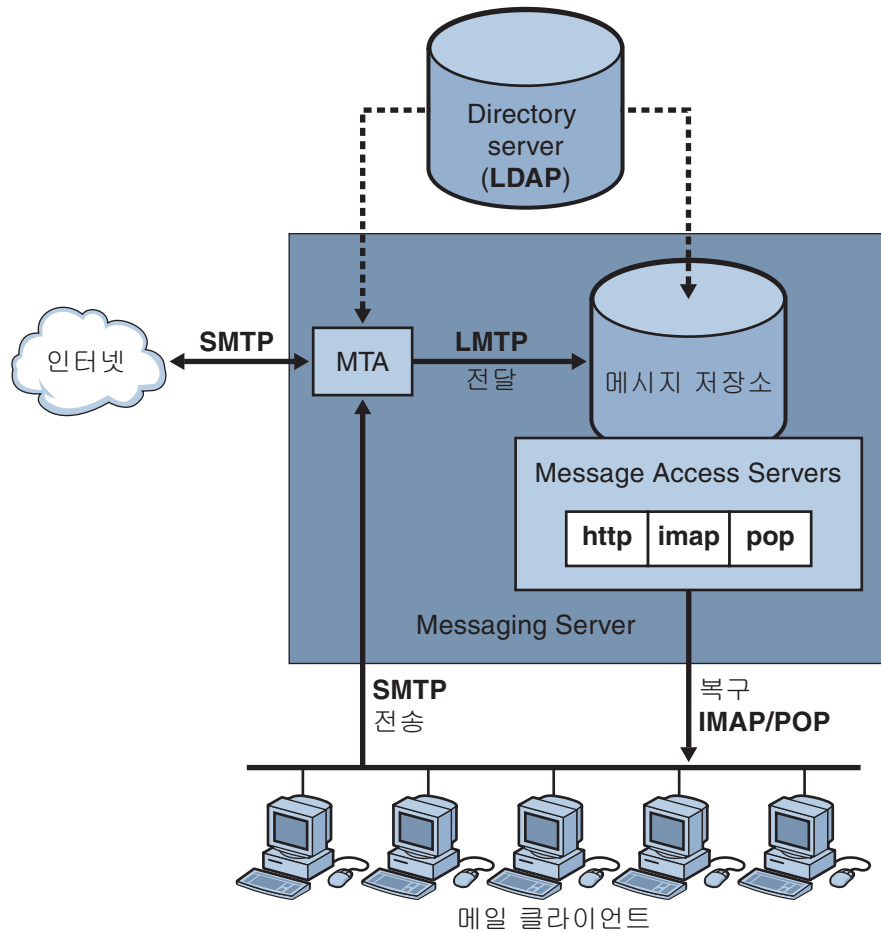 Directory
server
(LDAP)
SMTP
인터넷
MTA
LMTP
전달
메시지 저장소
Message Access Servers
http imap pop
Messaging Server
SMTP
전송
복구
IMAP/POP
메일 클라이언트